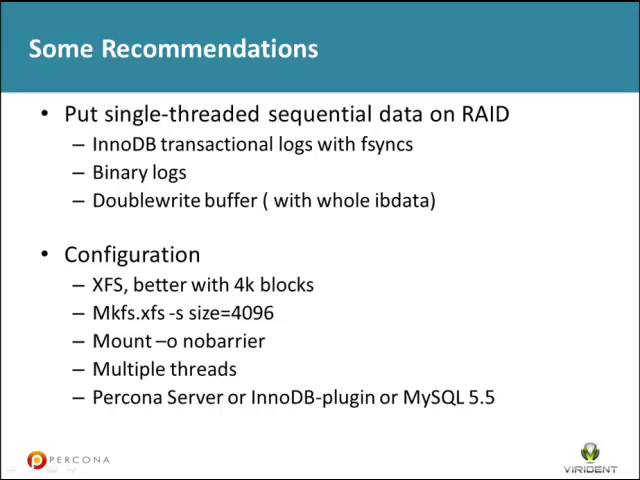 Some Recommendations
• Put single-threaded sequential data on RAID
– InnoDB transactional logs with fsyncs
– Binary logs
– Doublewrite buffer ( with whole ibdata)
• Configuration
– XFS, better with 4k blocks
– Mkfs.xfs -s size=4096
– Mount –o nobarrier
– Multiple threads
– Percona Server or InnoDB-plugin or MySQL 5.5
PERCONA
VIRIDENT